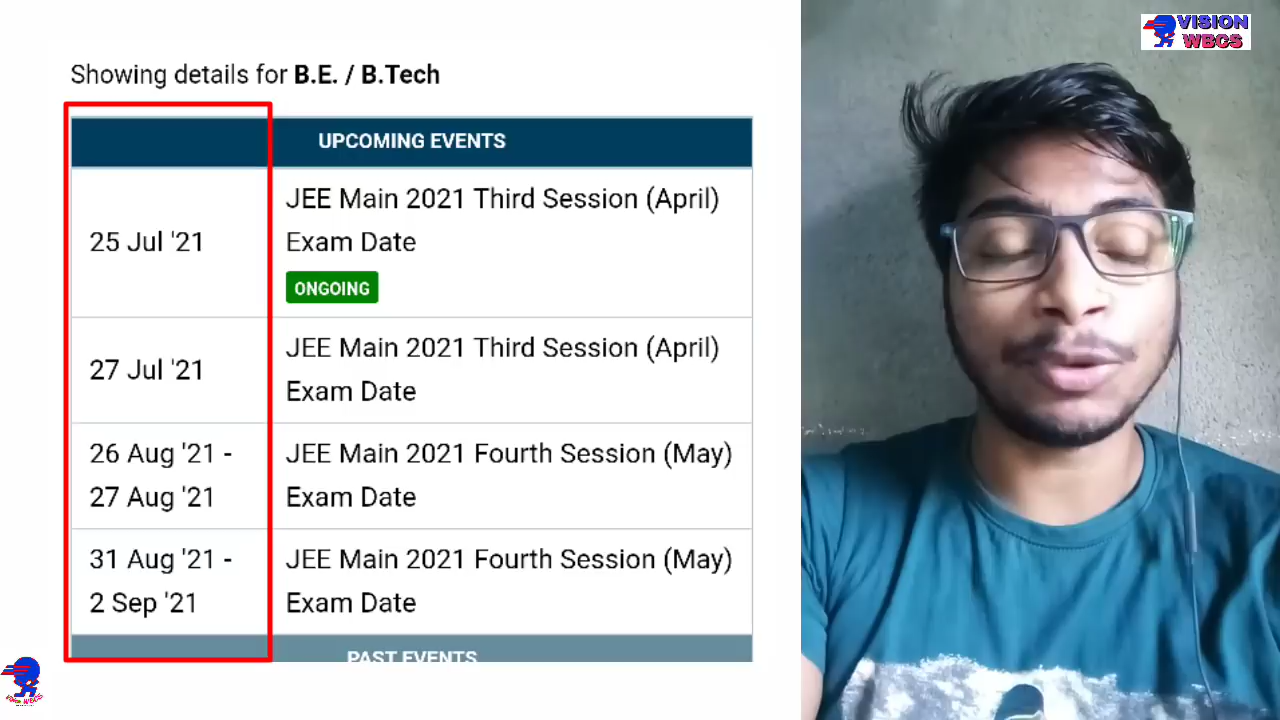 VISION
WBCS
Showing details for B.E. / B.Tech
UPCOMING EVENTS
25 Jul '21
JEE Main 2021 Third Session (April)
Exam Date
ONGOING
27 Jul '21
JEE Main 2021 Third Session (April)
Exam Date
26 Aug '21 -
27 Aug '21
JEE Main 2021 Fourth Session (May)
Exam Date
31 Aug '21 -
2 Sep '21
JEE Main 2021 Fourth Session (May)
Exam Date
PAST EVENTS
VISION WBCS